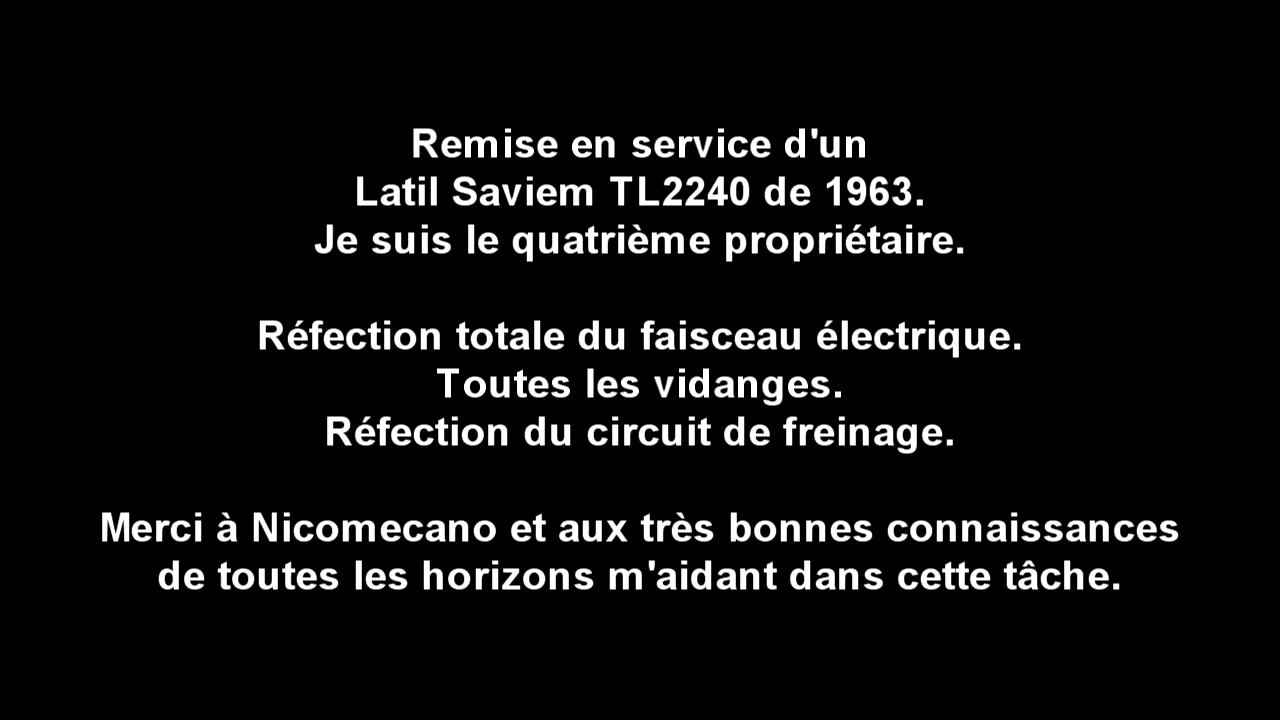 Remise en service d'un
Latil Saviem TL2240 de 1963.
Je suis le quatrième propriétaire.
Réfection totale du faisceau électrique.
Toutes les vidanges.
Réfection du circuit de freinage.
Merci à Nicomecano et aux très bonnes connaissances
de toutes les horizons m'aidant dans cette tâche.